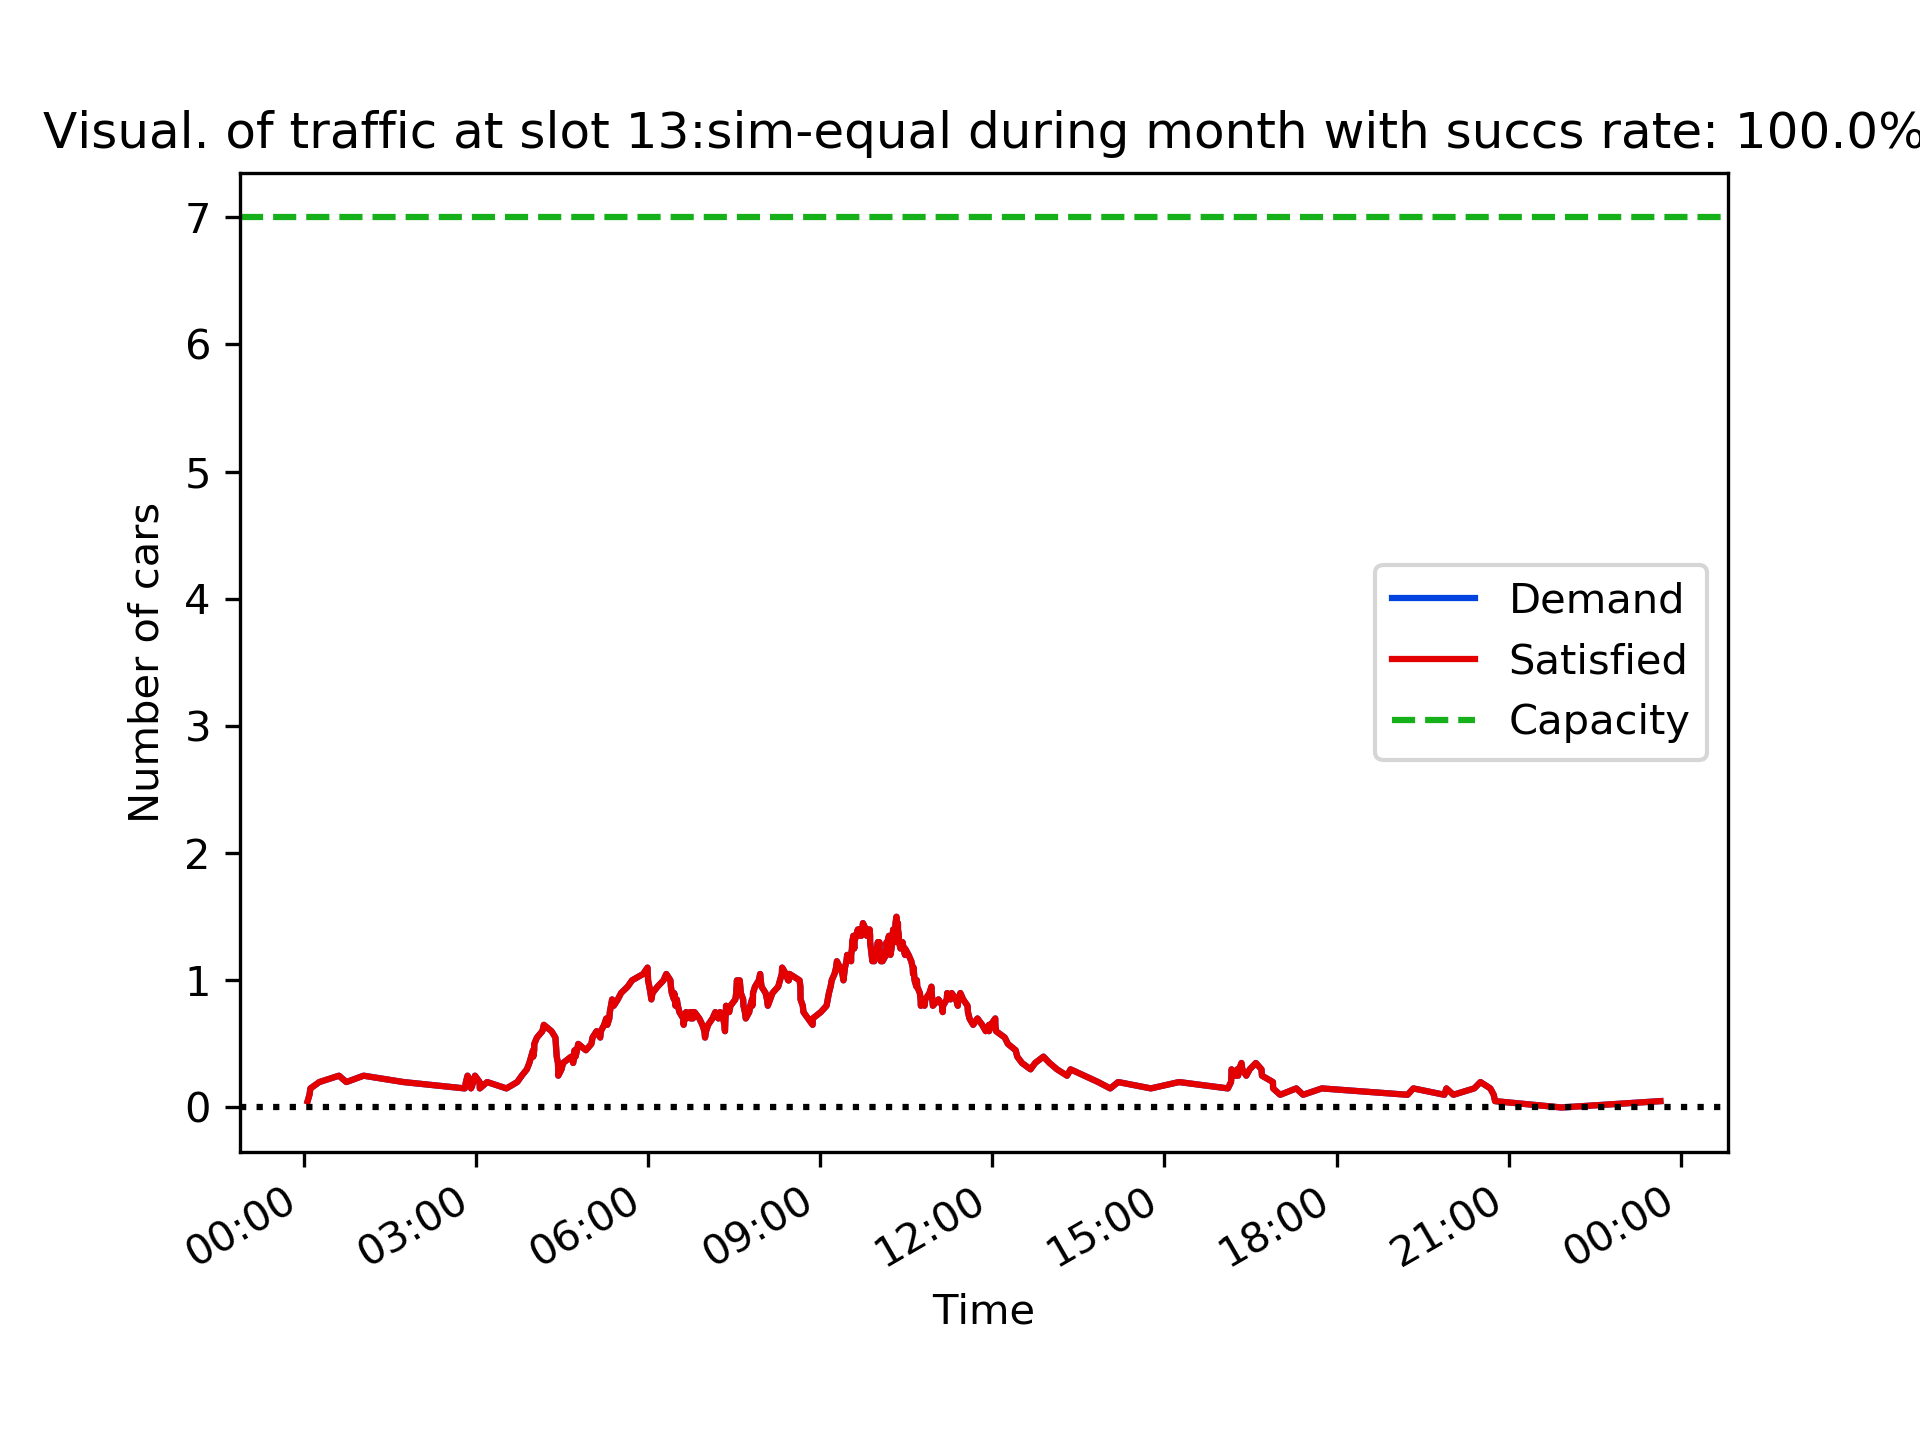 Visual. of traffic at slot 13:sim-equal during month with succs rate: 100.0%
7
6
5
4
3
2
1
0
Number of cars
Demand
Satisfied
Capacity
00:00
03:00
06:00
09:00
12:00
15:00
18:00
21:00
00:00
Time